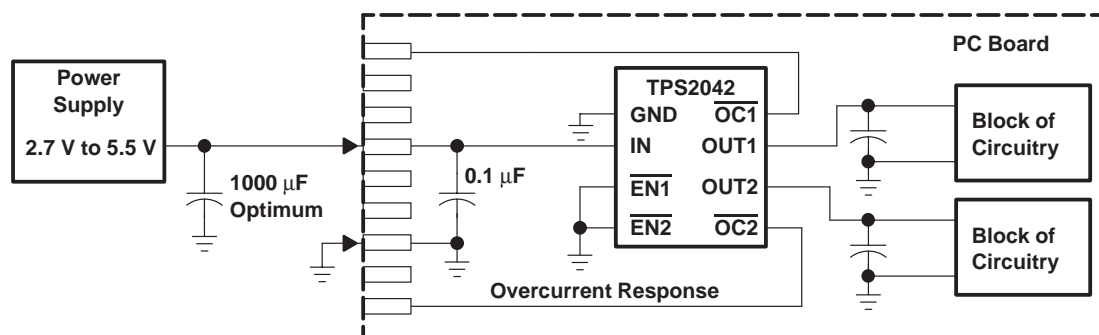 PC Board
Power
Supply
2.7 V to 5.5 V
1000 μF
Optimum
0.1 μF
TPS2042
GND
IN
EN1
EN2
OC1
OUT1
OUT2
OC2
Overcurrent Response
Block of
Circuitry
Block of
Circuitry